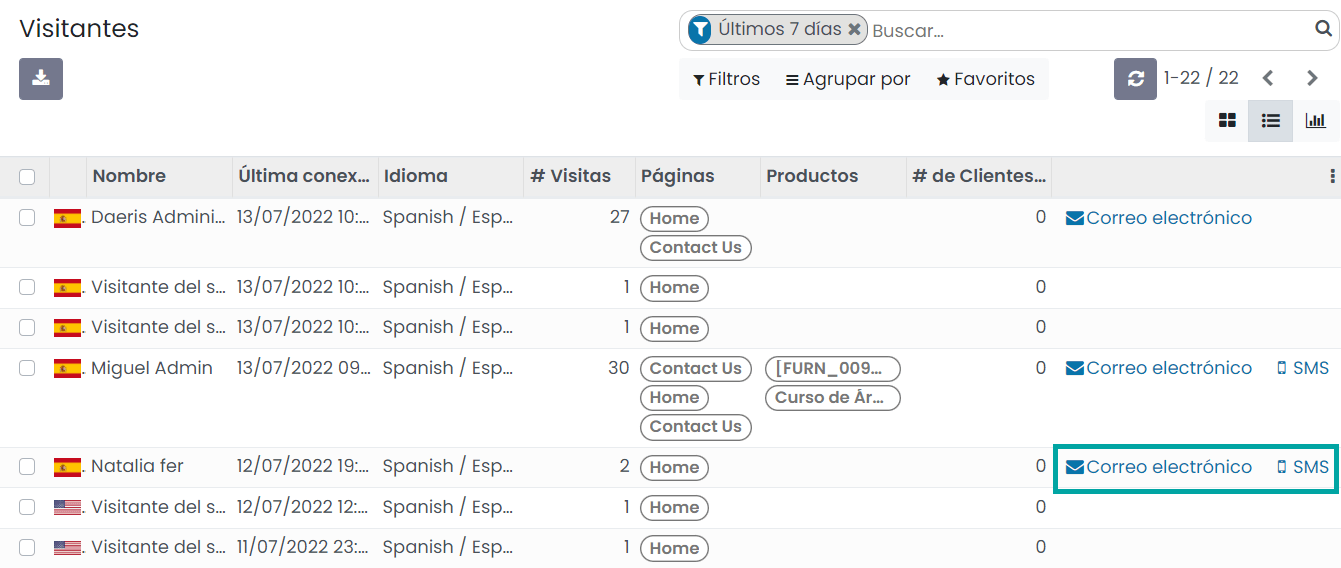 Visitantes
Últimos 7 días
Buscar...
Filtros Agrupar por Favoritos 1-22 / 22
Nombre Última conex... Idioma # Visitas Páginas Productos # de Clientes...
Daeris Admini... 13/07/2022 10:... Spanish / Esp... 27 Home 0 Correo electrónico
Contact Us
Visitante del s... 13/07/2022 10:... Spanish / Esp... 1 Home 0
Visitante del s... 13/07/2022 10:... Spanish / Esp... 1 Home 0
Miguel Admin 13/07/2022 09... Spanish / Esp... 30 Contact Us [FURN_009... 0 Correo electrónico SMS
Home Curso de Ár...
Contact Us
Natalia fer 12/07/2022 19:... Spanish / Esp... 2 Home 0 Correo electrónico SMS
Visitante del s... 12/07/2022 12:... Spanish / Esp... 1 Home 0
Visitante del s... 11/07/2022 23:... Spanish / Esp... 1 Home 0